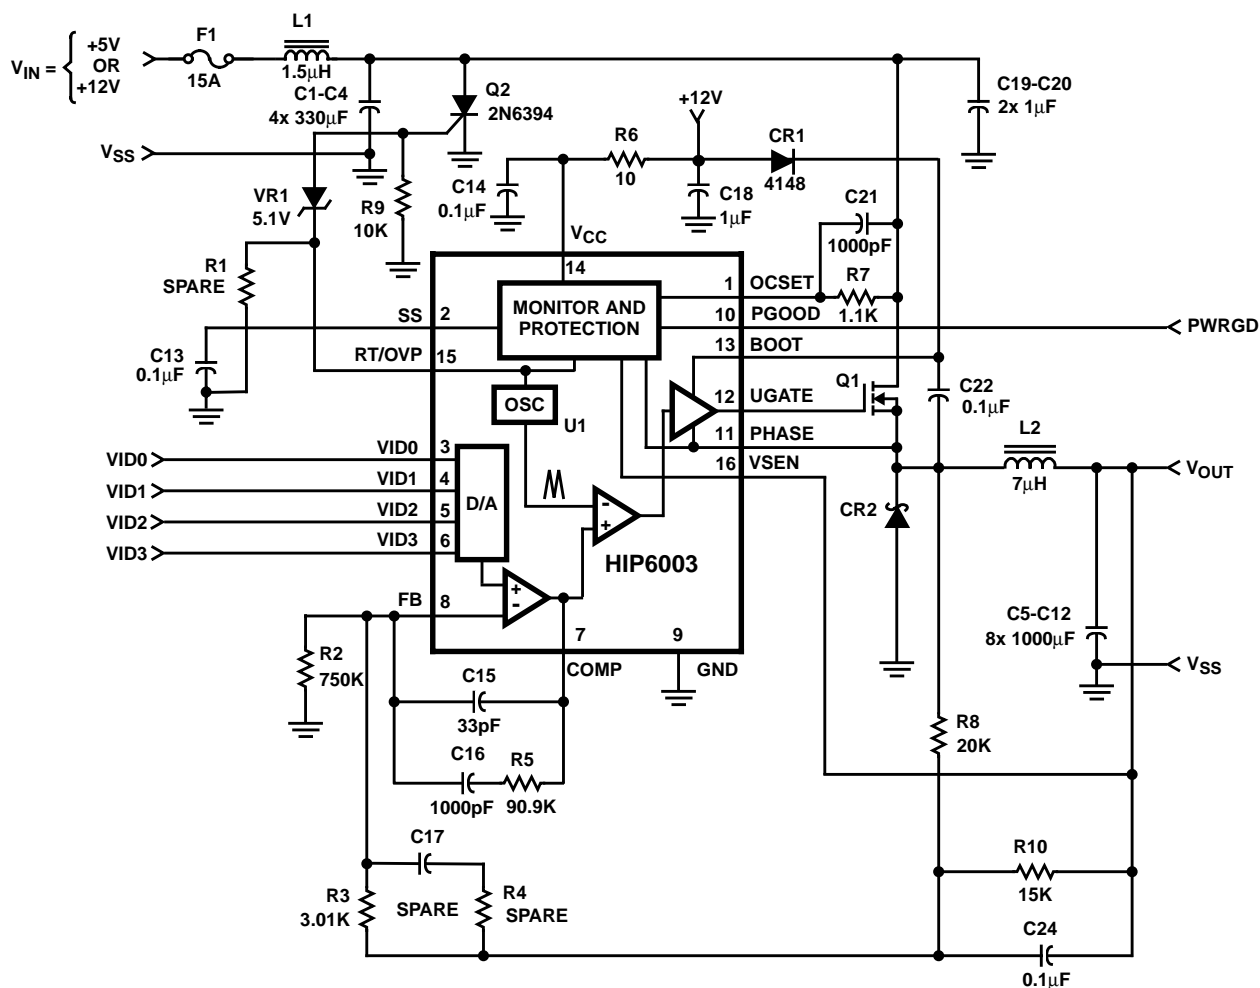 F1
L1
V_IN =
+5V
OR
+12V
15A
1.5μH
C1-C4
4x 330μF
Q2
2N6394
+12V
C19-C20
2x 1μF
V_SS
R6
10
CR1
4148
VR1
5.1V
R9
10K
C14
0.1μF
C18
1μF
C21
1000pF
V_CC
14
R1
SPARE
MONITOR AND
PROTECTION
1
OCSET
R7
1.1K
SS
2
10
PGOOD
PWRGD
13
BOOT
C13
0.1μF
RT/OVP
15
Q1
C22
0.1μF
OSC
U1
12
UGATE
11
PHASE
L2
7μH
16
VSEN
V_OUT
VID0
VID0
3
VID1
VID1
4
VID2
VID2
5
VID3
VID3
6
D/A
-
+
CR2
HIP6003
+
-
FB
8
7
COMP
9
GND
C5-C12
8x 1000μF
V_SS
R2
750K
C15
33pF
C16
1000pF
R5
90.9K
R8
20K
C17
SPARE
R3
3.01K
R4
SPARE
R10
15K
C24
0.1μF